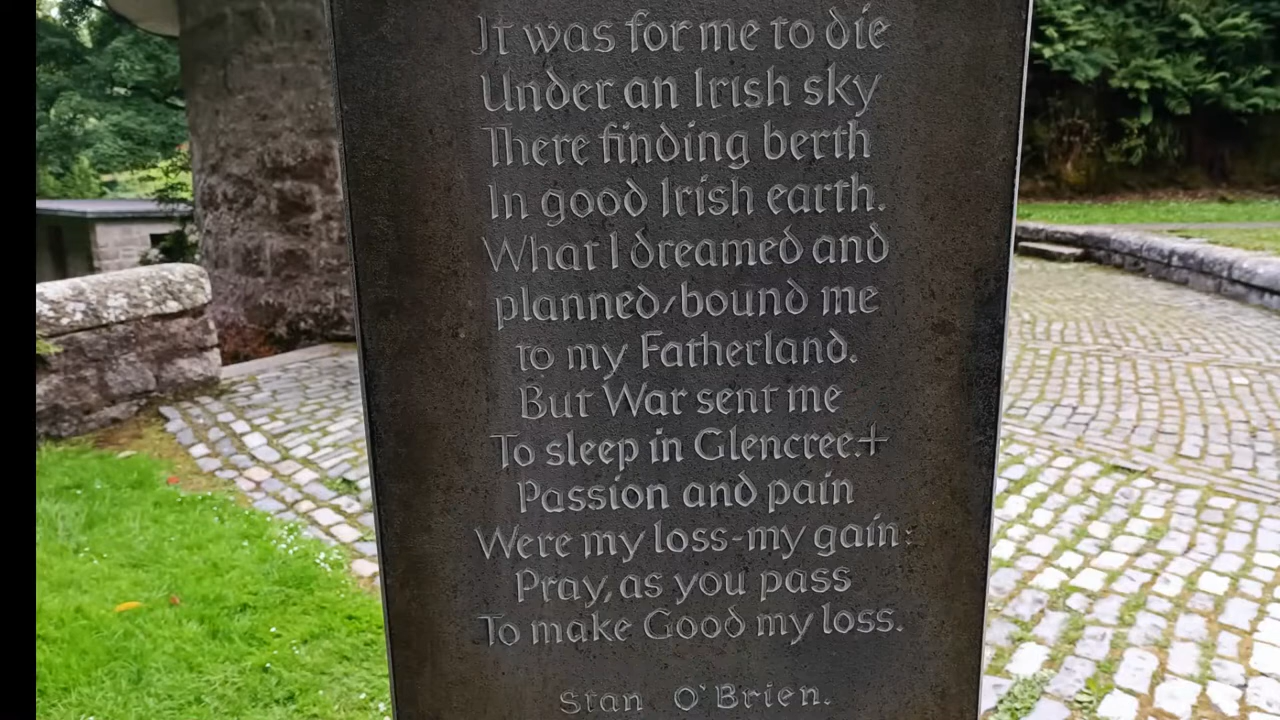 It was for me to die
Under an Irish sky
There finding berth
In good Irish earth.
What I dreamed and
planned/bound me
to my Fatherland.
But War sent me
To sleep in Glencree.+
Passion and pain
Were my loss-my gain:
Pray, as you pass
To make Good my loss.
Stan O'Brien.